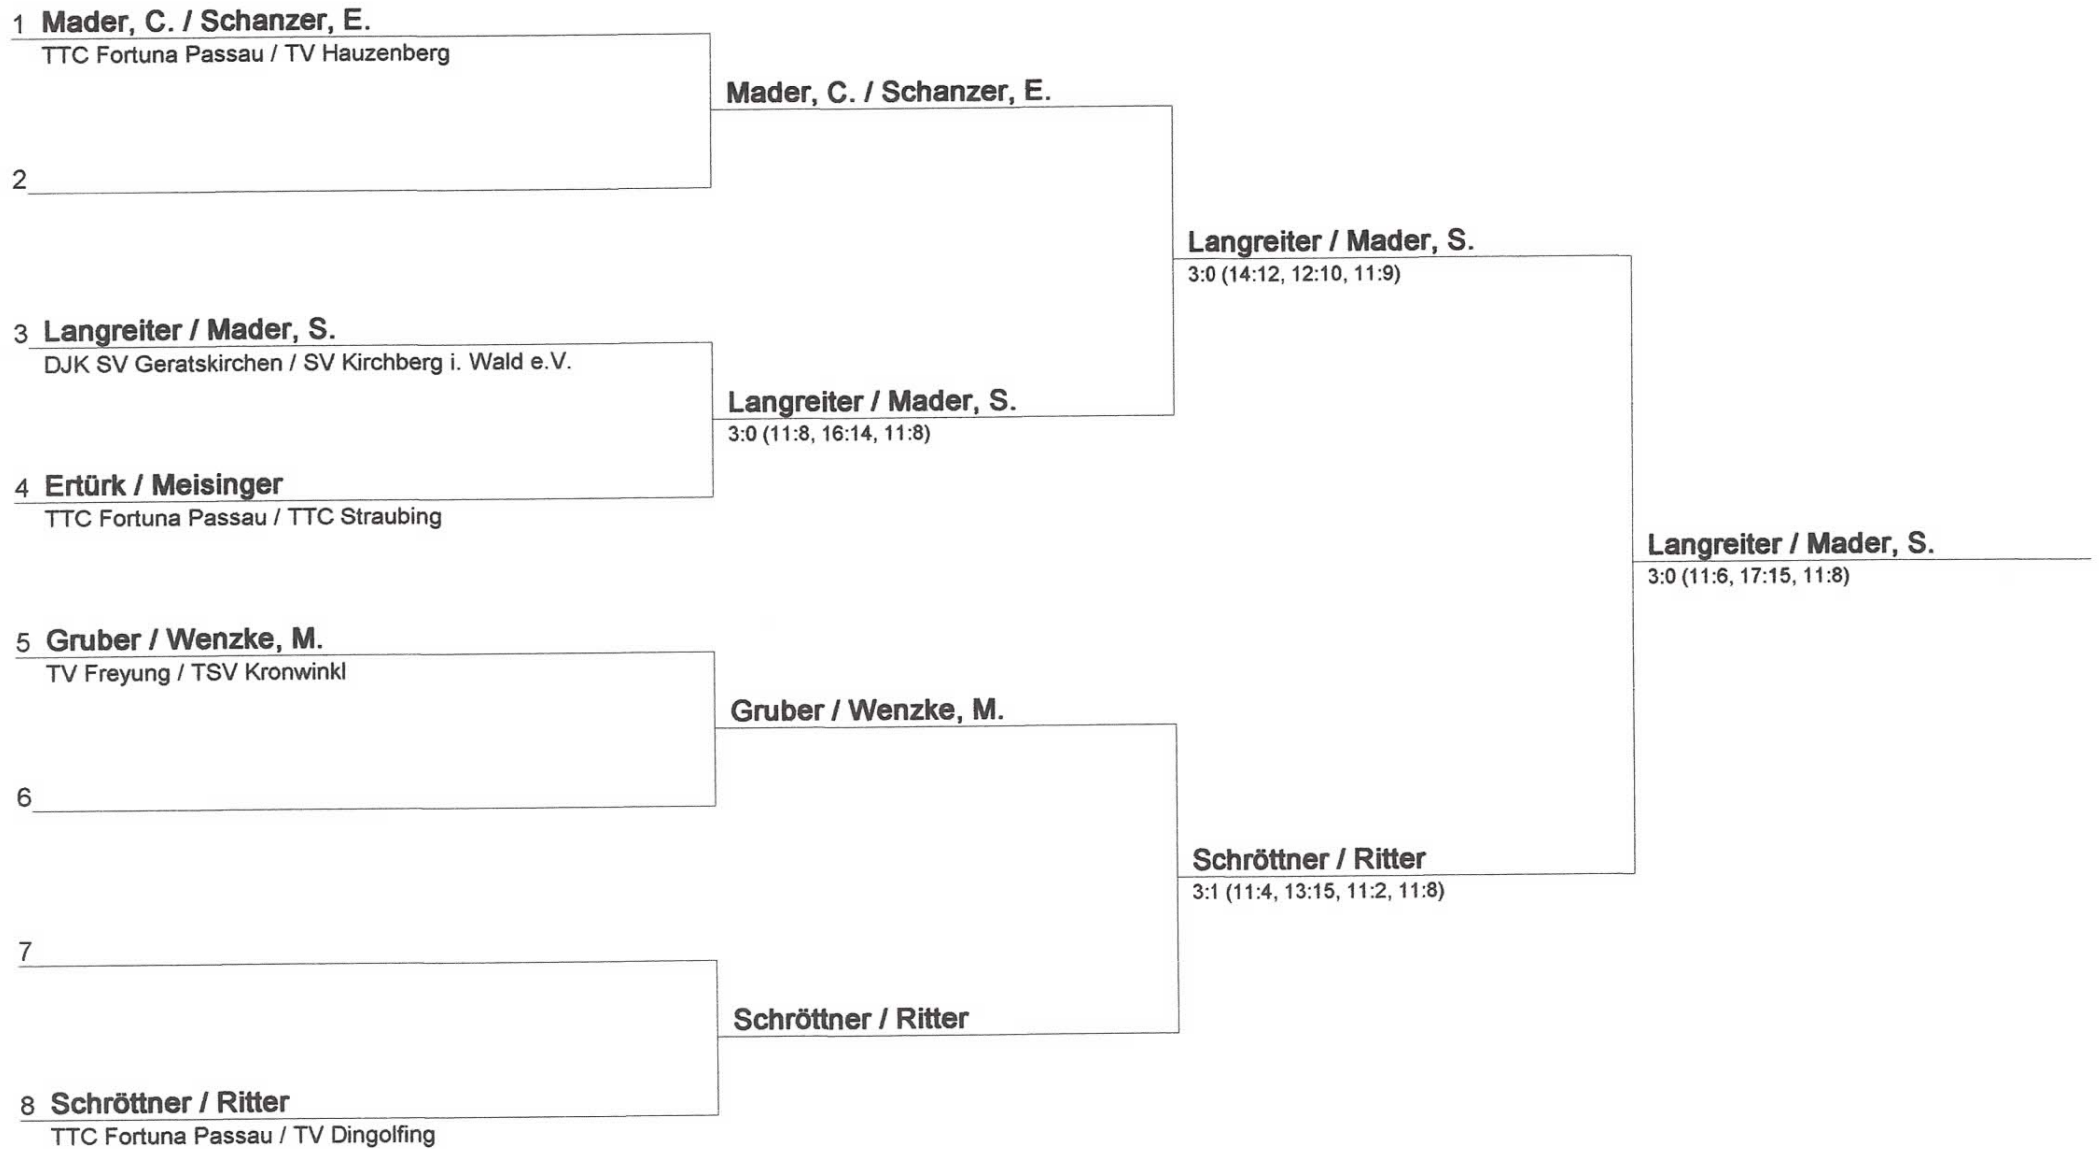 1 Mader, C. / Schanzer, E.
TTC Fortuna Passau / TV Hauzenberg
Mader, C. / Schanzer, E.
2
Langreiter / Mader, S.
3:0 (14:12, 12:10, 11:9)
3 Langreiter / Mader, S.
DJK SV Geratskirchen / SV Kirchberg i. Wald e.V.
Langreiter / Mader, S.
3:0 (11:8, 16:14, 11:8)
4 Ertürk / Meisinger
TTC Fortuna Passau / TTC Straubing
Langreiter / Mader, S.
3:0 (11:6, 17:15, 11:8)
5 Gruber / Wenzke, M.
TV Freyung / TSV Kronwinkl
Gruber / Wenzke, M.
6
Schröttner / Ritter
3:1 (11:4, 13:15, 11:2, 11:8)
7
Schröttner / Ritter
8 Schröttner / Ritter
TTC Fortuna Passau / TV Dingolfing